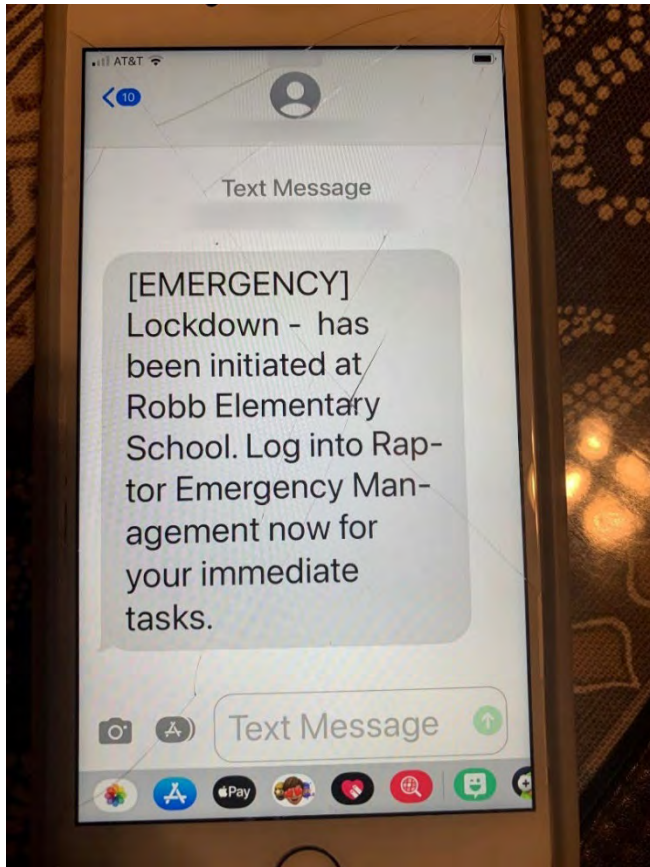 AT&T
10
Text Message
[EMERGENCY]
Lockdown - has
been initiated at
Robb Elementary
School. Log into Rap-
tor Emergency Man-
agement now for
your immediate
tasks.
Text Message
Pay